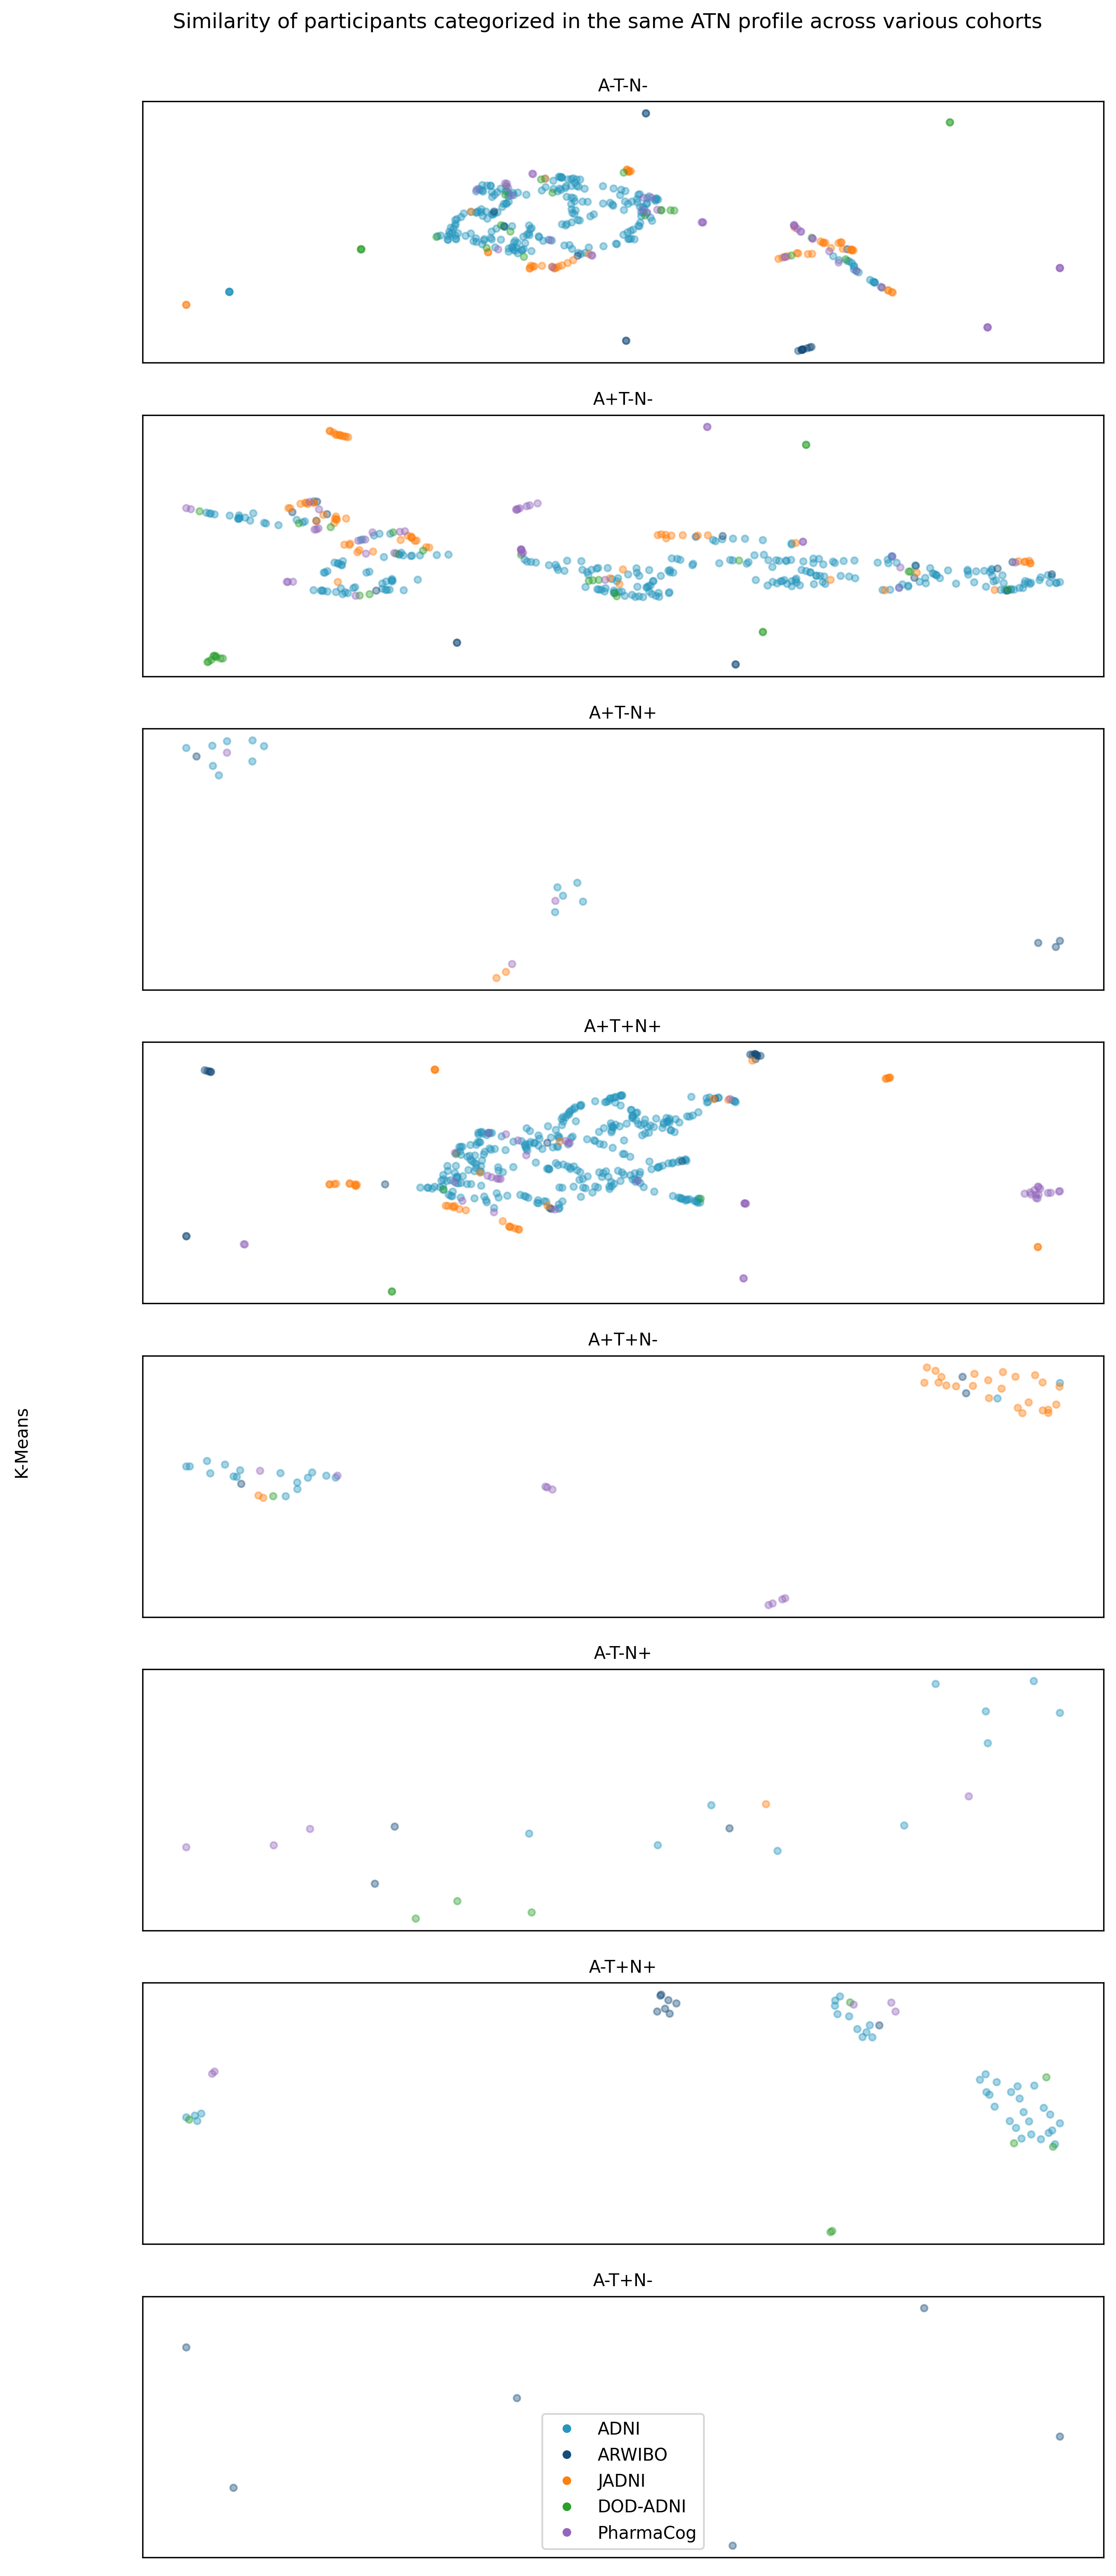 Similarity of participants categorized in the same ATN profile across various cohorts
A-T-N-
A+T-N-
A+T-N+
A+T+N+
A+T+N-
K-Means
A-T-N+
A-T+N+
A-T+N-
ADNI
ARWIBO
JADNI
DOD-ADNI
PharmaCog